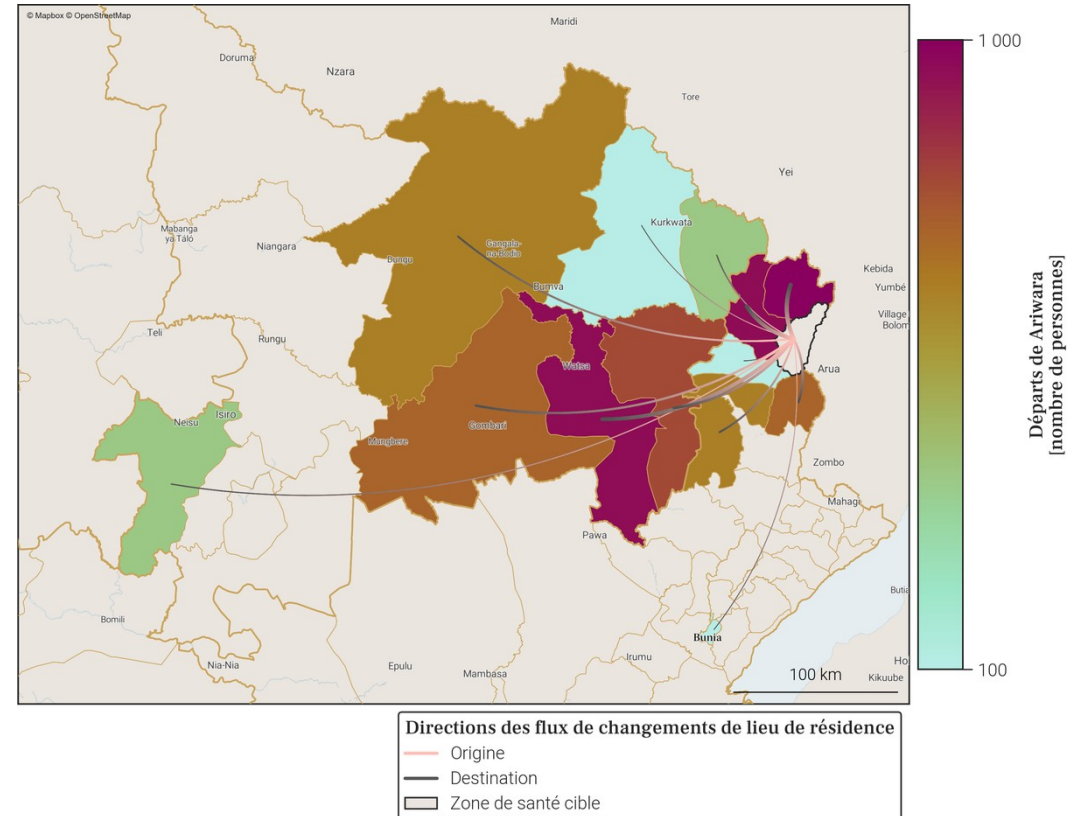 © Mapbox © OpenStreetMap
Maridi
Doruma
Nzara
Tore
Yei
Kurkwata
Mabanga
ya Táló
Niangara
Gangala-
na-Bodio
Dungu
Kebida
Dumva
Yumbé
Village
Bolom
Teli
Rungu
Watsa
Arua
Isiro
Neisu
Gombari
Mungbere
Zombo
Mahagi
Pawa
Butia
Bomili
Bunia
Irumu
Ho
Nia-Nia
Epulu
Mambasa
Kikuube
100 km
1 000
100
Départs de Ariwara
[nombre de personnes]
Directions des flux de changements de lieu de résidence
Origine
Destination
Zone de santé cible